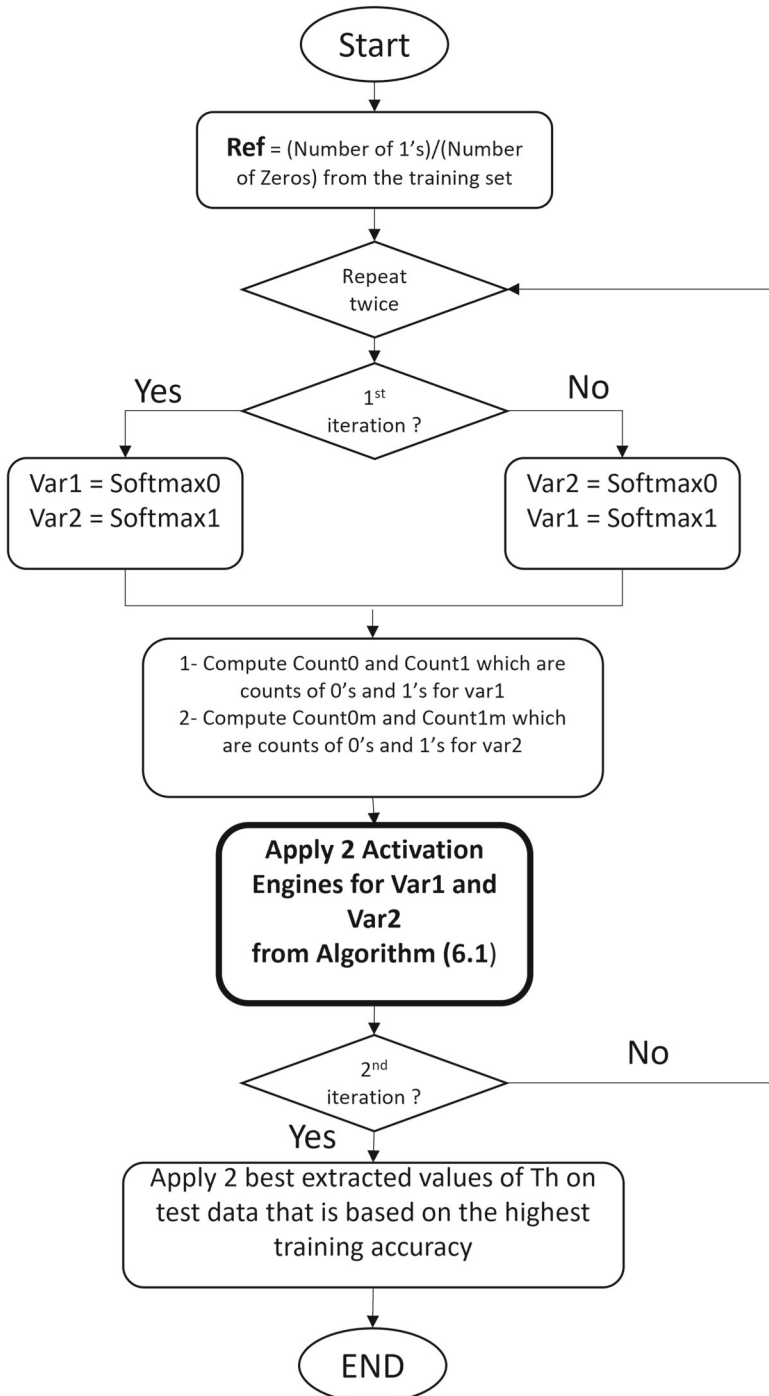 Start
Ref = (Number of 1's)/(Number
of Zeros) from the training set
Repeat
twice
1st
iteration ?
Yes
No
Var1 = Softmax0
Var2 = Softmax1
Var2 = Softmax0
Var1 = Softmax1
1- Compute Count0 and Count1 which are
counts of 0's and 1's for var1
2- Compute Count0m and Count1m which
are counts of 0's and 1's for var2
Apply 2 Activation
Engines for Var1 and
Var2
from Algorithm (6.1)
2nd
iteration ?
No
Yes
Apply 2 best extracted values of Th on
test data that is based on the highest
training accuracy
END